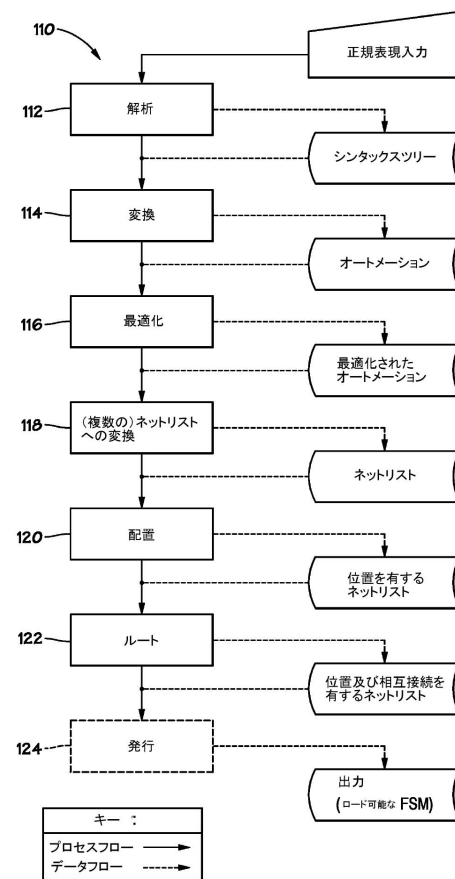 110
正規表現入力
112
解析
シンタックスツリー
114
変換
オートメーション
116
最適化
最適化された
オートメーション
118
(複数の)ネットリスト
への変換
ネットリスト
120
配置
位置を有する
ネットリスト
122
ルート
位置及び相互接続を
有するネットリスト
124
発行
出力
(ロード可能な FSM)
キー :
プロセスフロー
データフロー